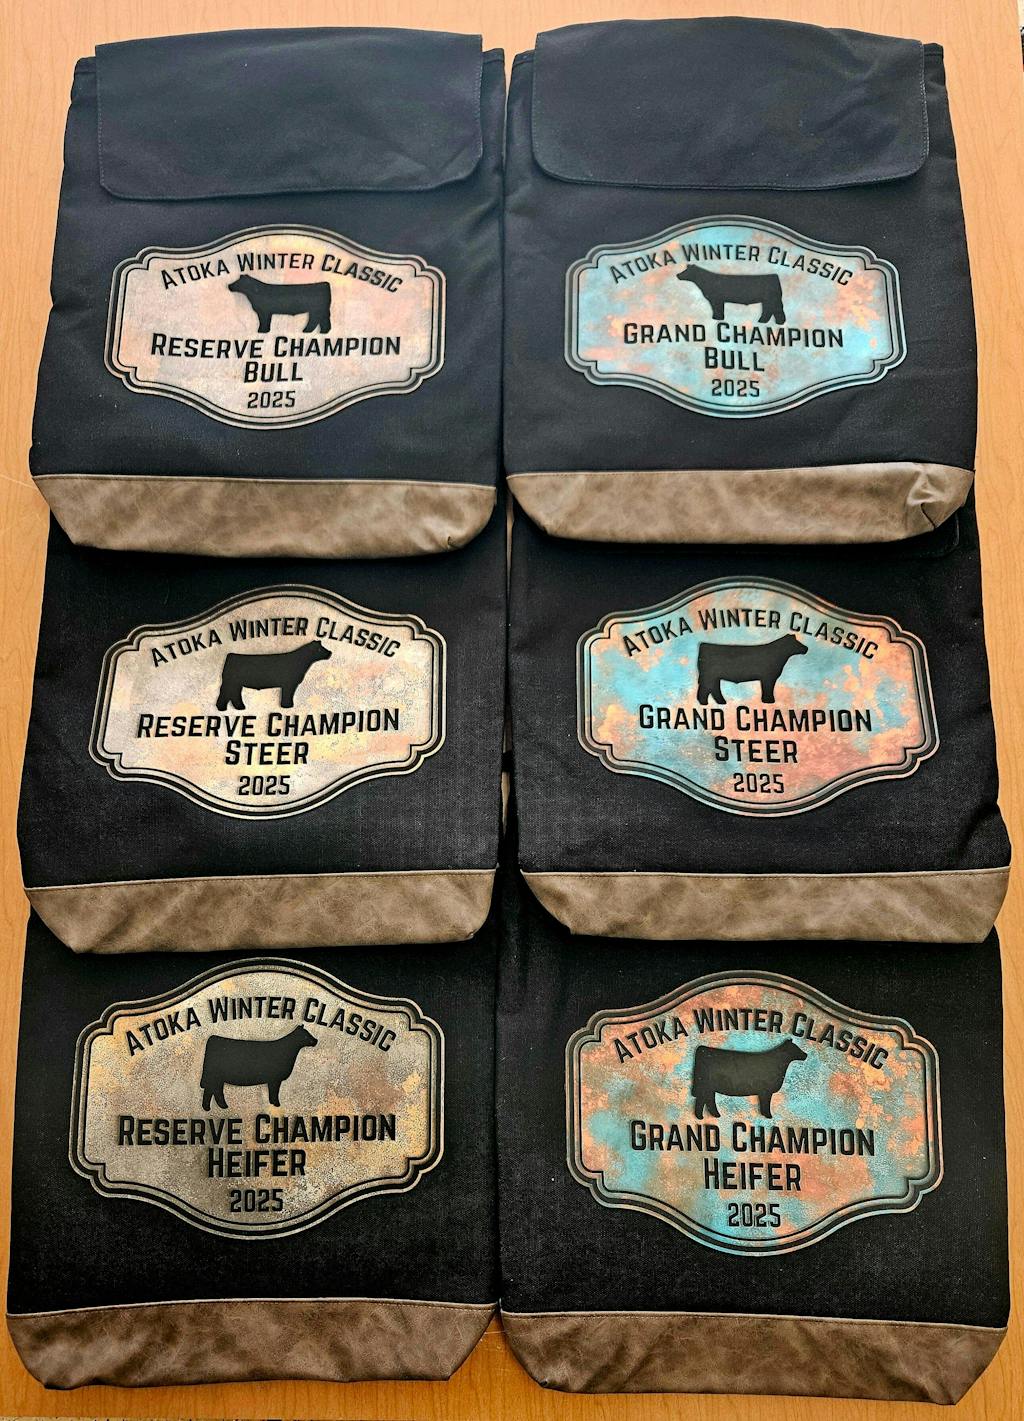 Atoka Winter Classic
Reserve Champion
Bull
2025
Atoka Winter Classic
Grand Champion
Bull
2025
Atoka Winter Classic
Reserve Champion
Steer
2025
Atoka Winter Classic
Grand Champion
Steer
2025
Atoka Winter Classic
Reserve Champion
Heifer
2025
Atoka Winter Classic
Grand Champion
Heifer
2025